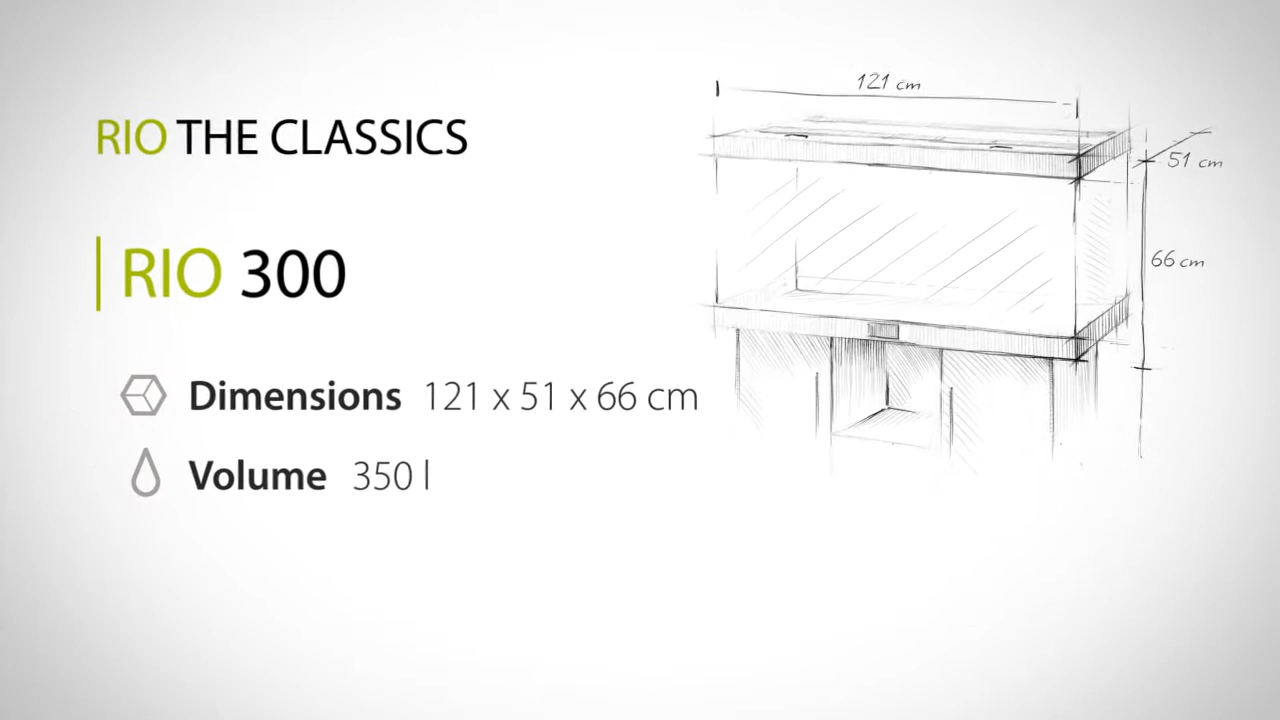 RIO THE CLASSICS
RIO 300
Dimensions 121 x 51 x 66 cm
Volume 350 l
121 cm
51 cm
66 cm